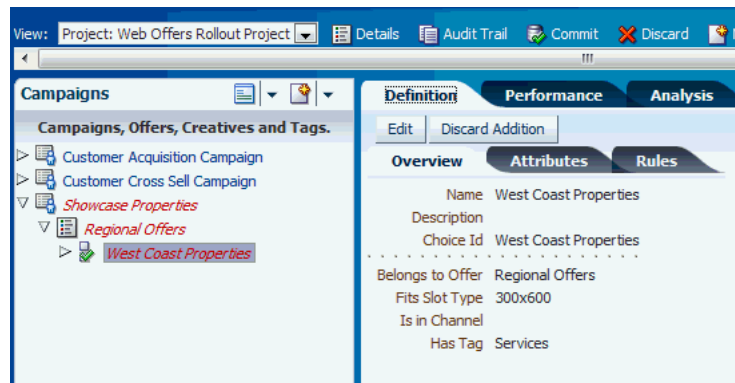 View: Project: Web Offers Rollout Project Details Audit Trail Commit Discard
Campaigns
Campaigns, Offers, Creatives and Tags.
Customer Acquisition Campaign
Customer Cross Sell Campaign
Showcase Properties
Regional Offers
West Coast Properties
Definition Performance Analysis
Edit Discard Addition
Overview Attributes Rules
Name West Coast Properties
Description
Choice Id West Coast Properties
Belongs to Offer Regional Offers
Fits Slot Type 300x600
Is in Channel
Has Tag Services